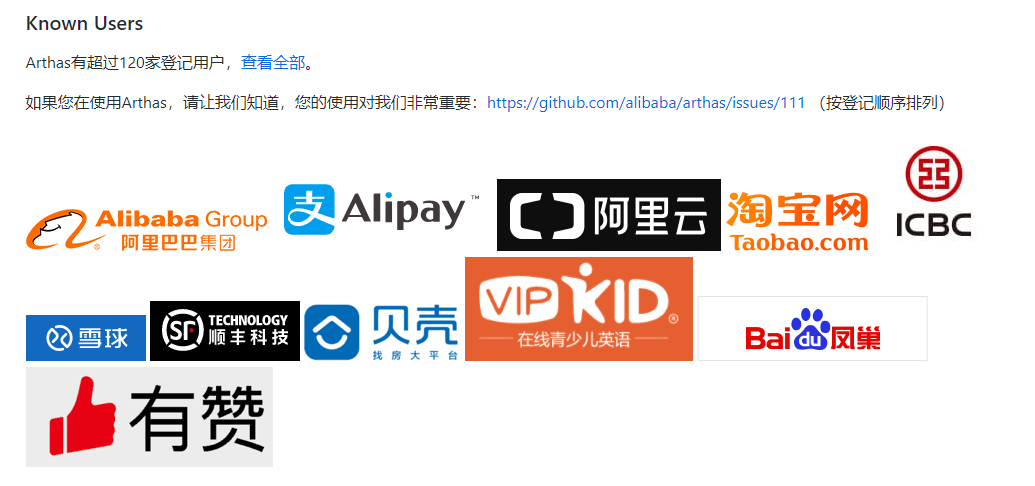 Known Users
Arthas有超过120家登记用户，查看全部。
如果您在使用Arthas，请让我们知道，您的使用对我们非常重要：https://github.com/alibaba/arthas/issues/111 （按登记顺序排列）
Alibaba Group
阿里巴巴集团
支 Alipay ™
阿里云
淘宝网
Taobao.com
ICBC
雪球
SF TECHNOLOGY
顺丰科技
贝壳
找房大平台
VIPKID
在线青少儿英语
Bai du 凤巢
有赞